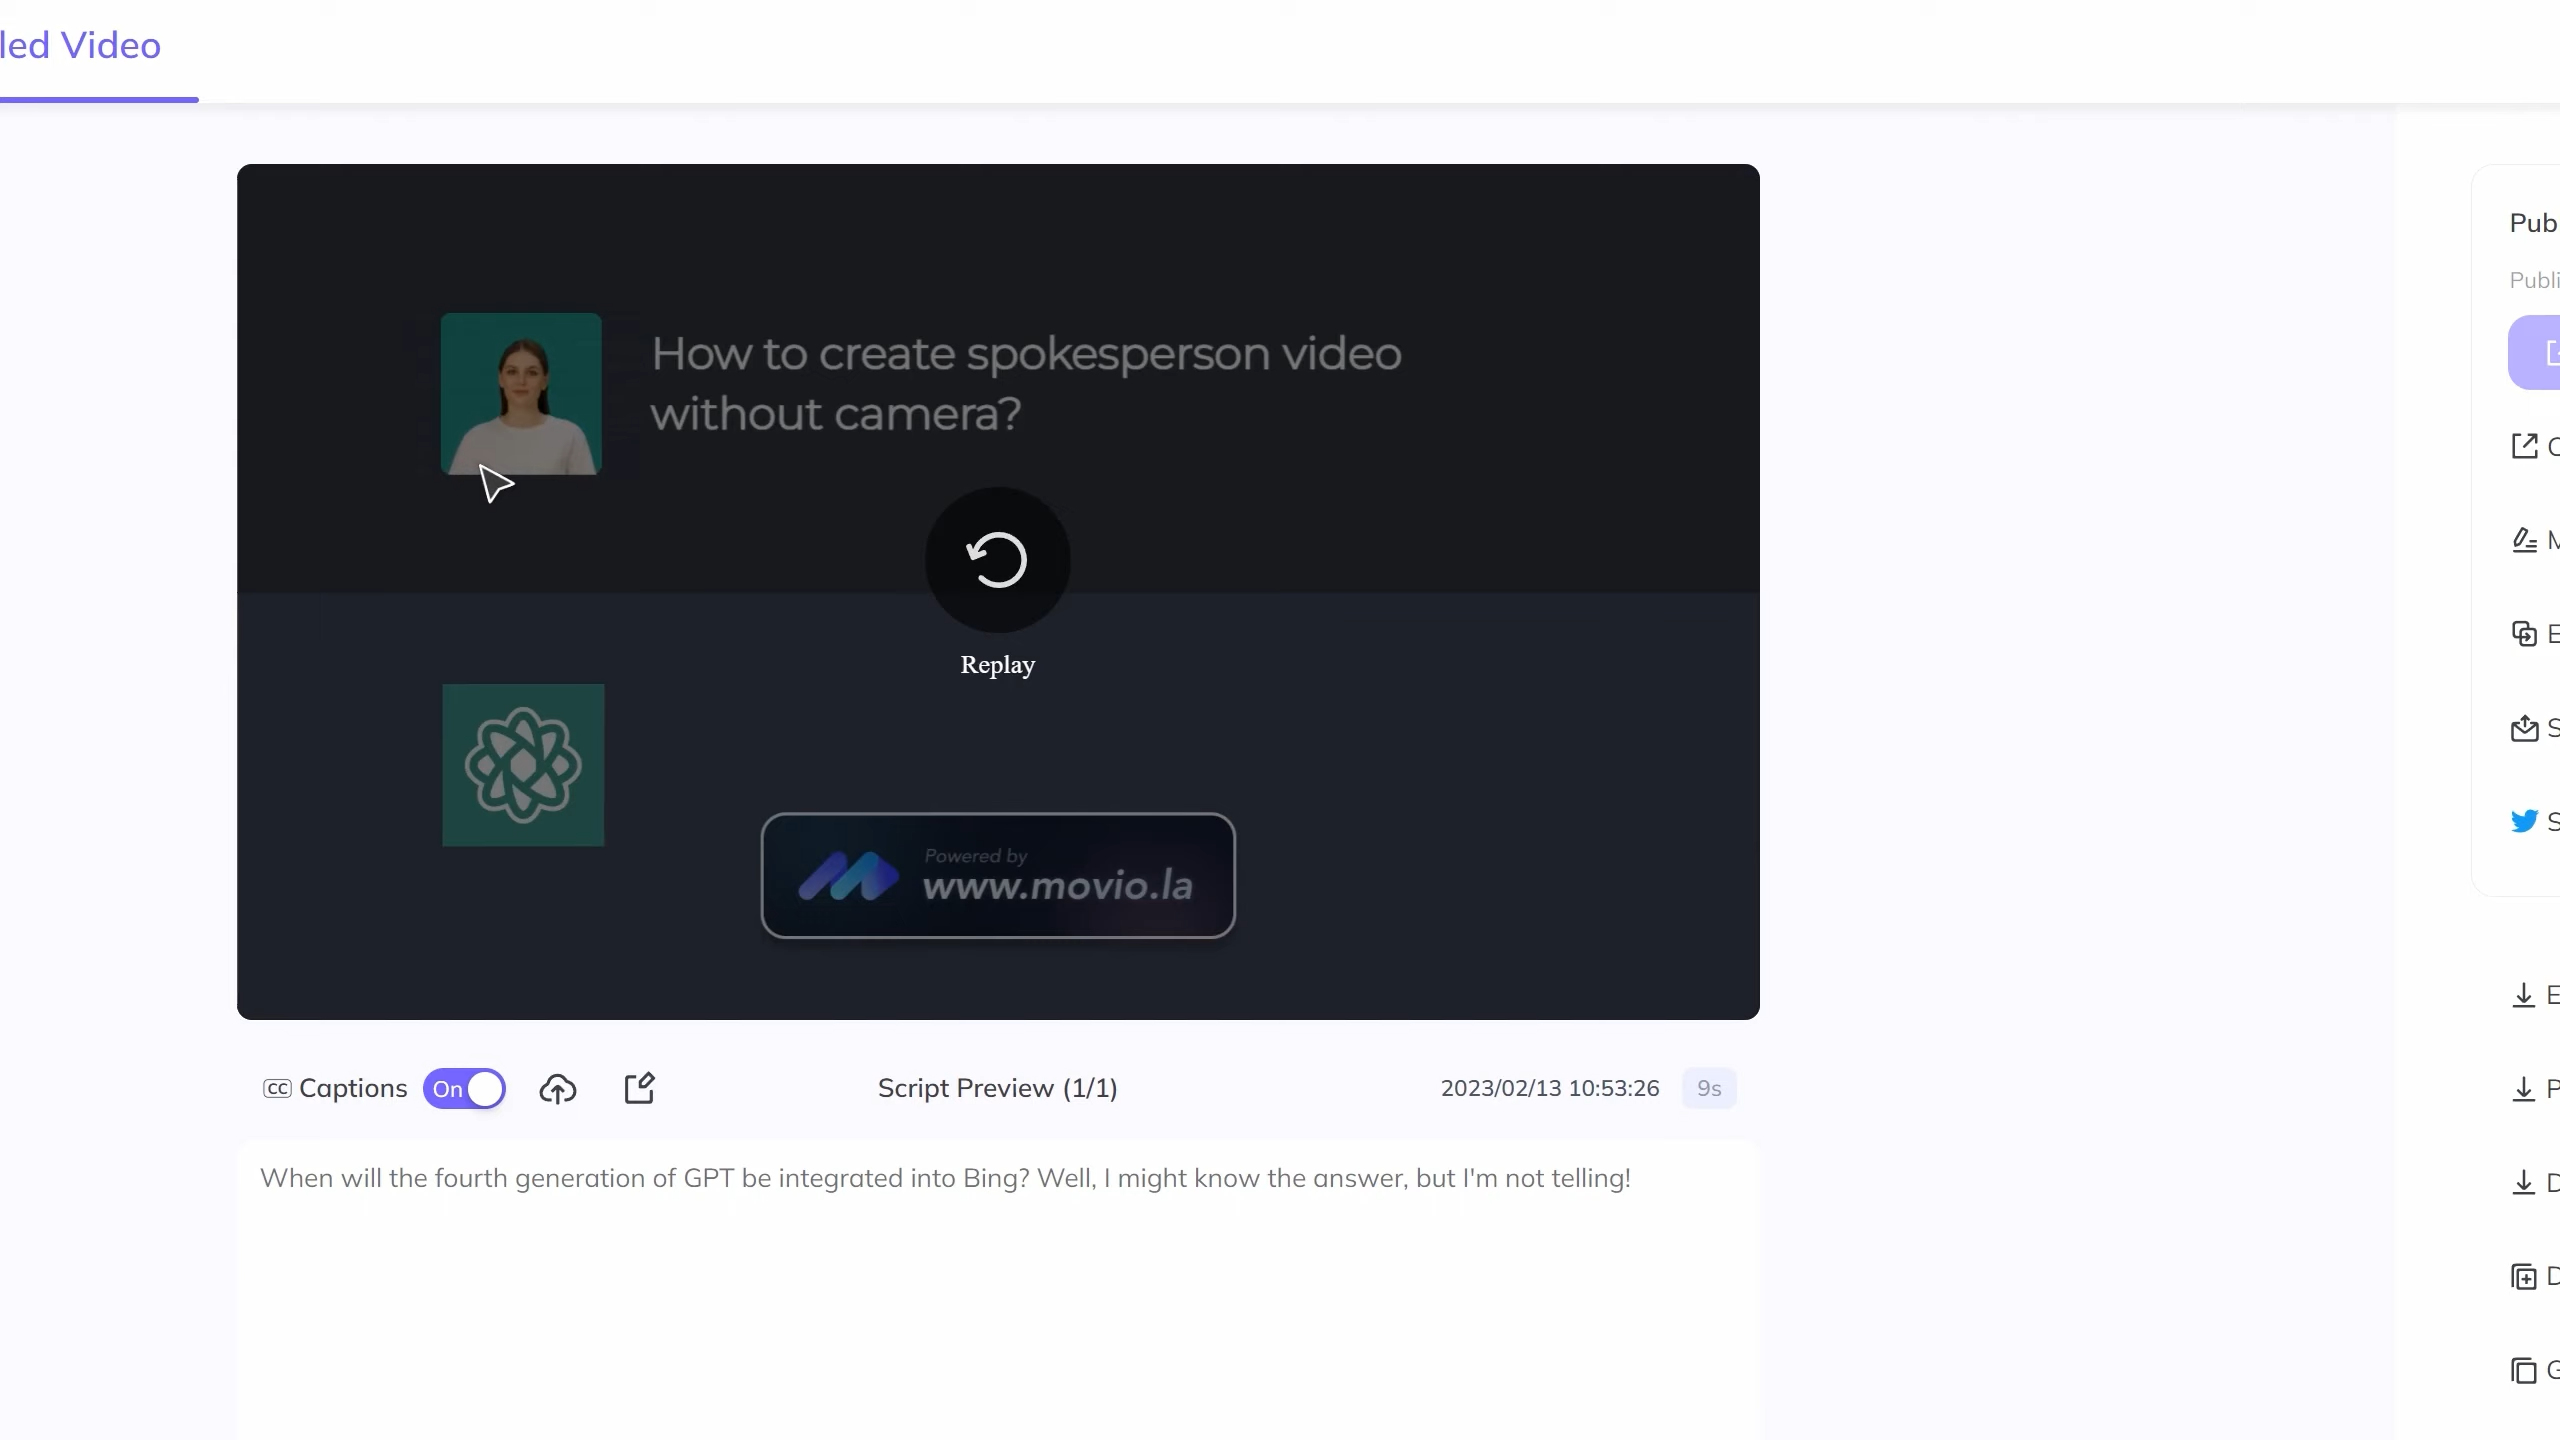 led Video
How to create spokesperson video
without camera?
Replay
Powered by
www.movio.la
CC Captions On
Script Preview (1/1)
2023/02/13 10:53:26 9s
When will the fourth generation of GPT be integrated into Bing? Well, I might know the answer, but I'm not telling!
Pub
Publi